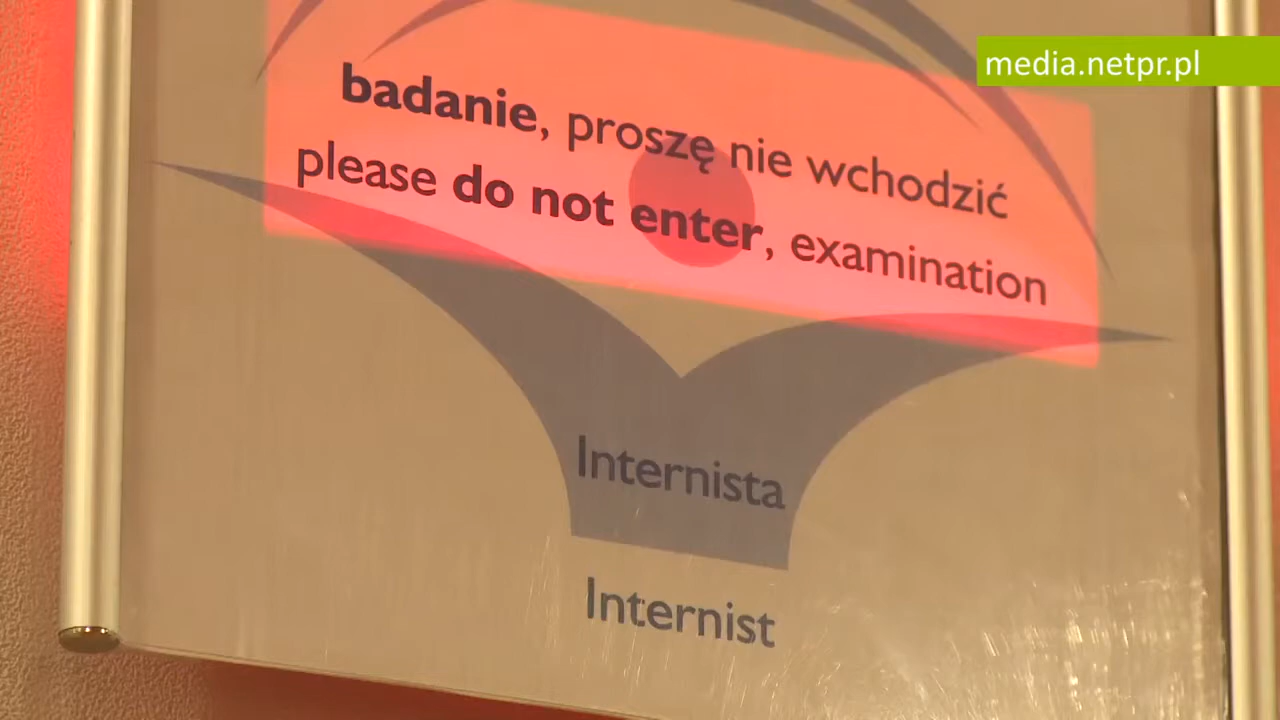 media.netpr.pl
badanie, proszę nie wchodzić
please do not enter, examination
Internista
Internist